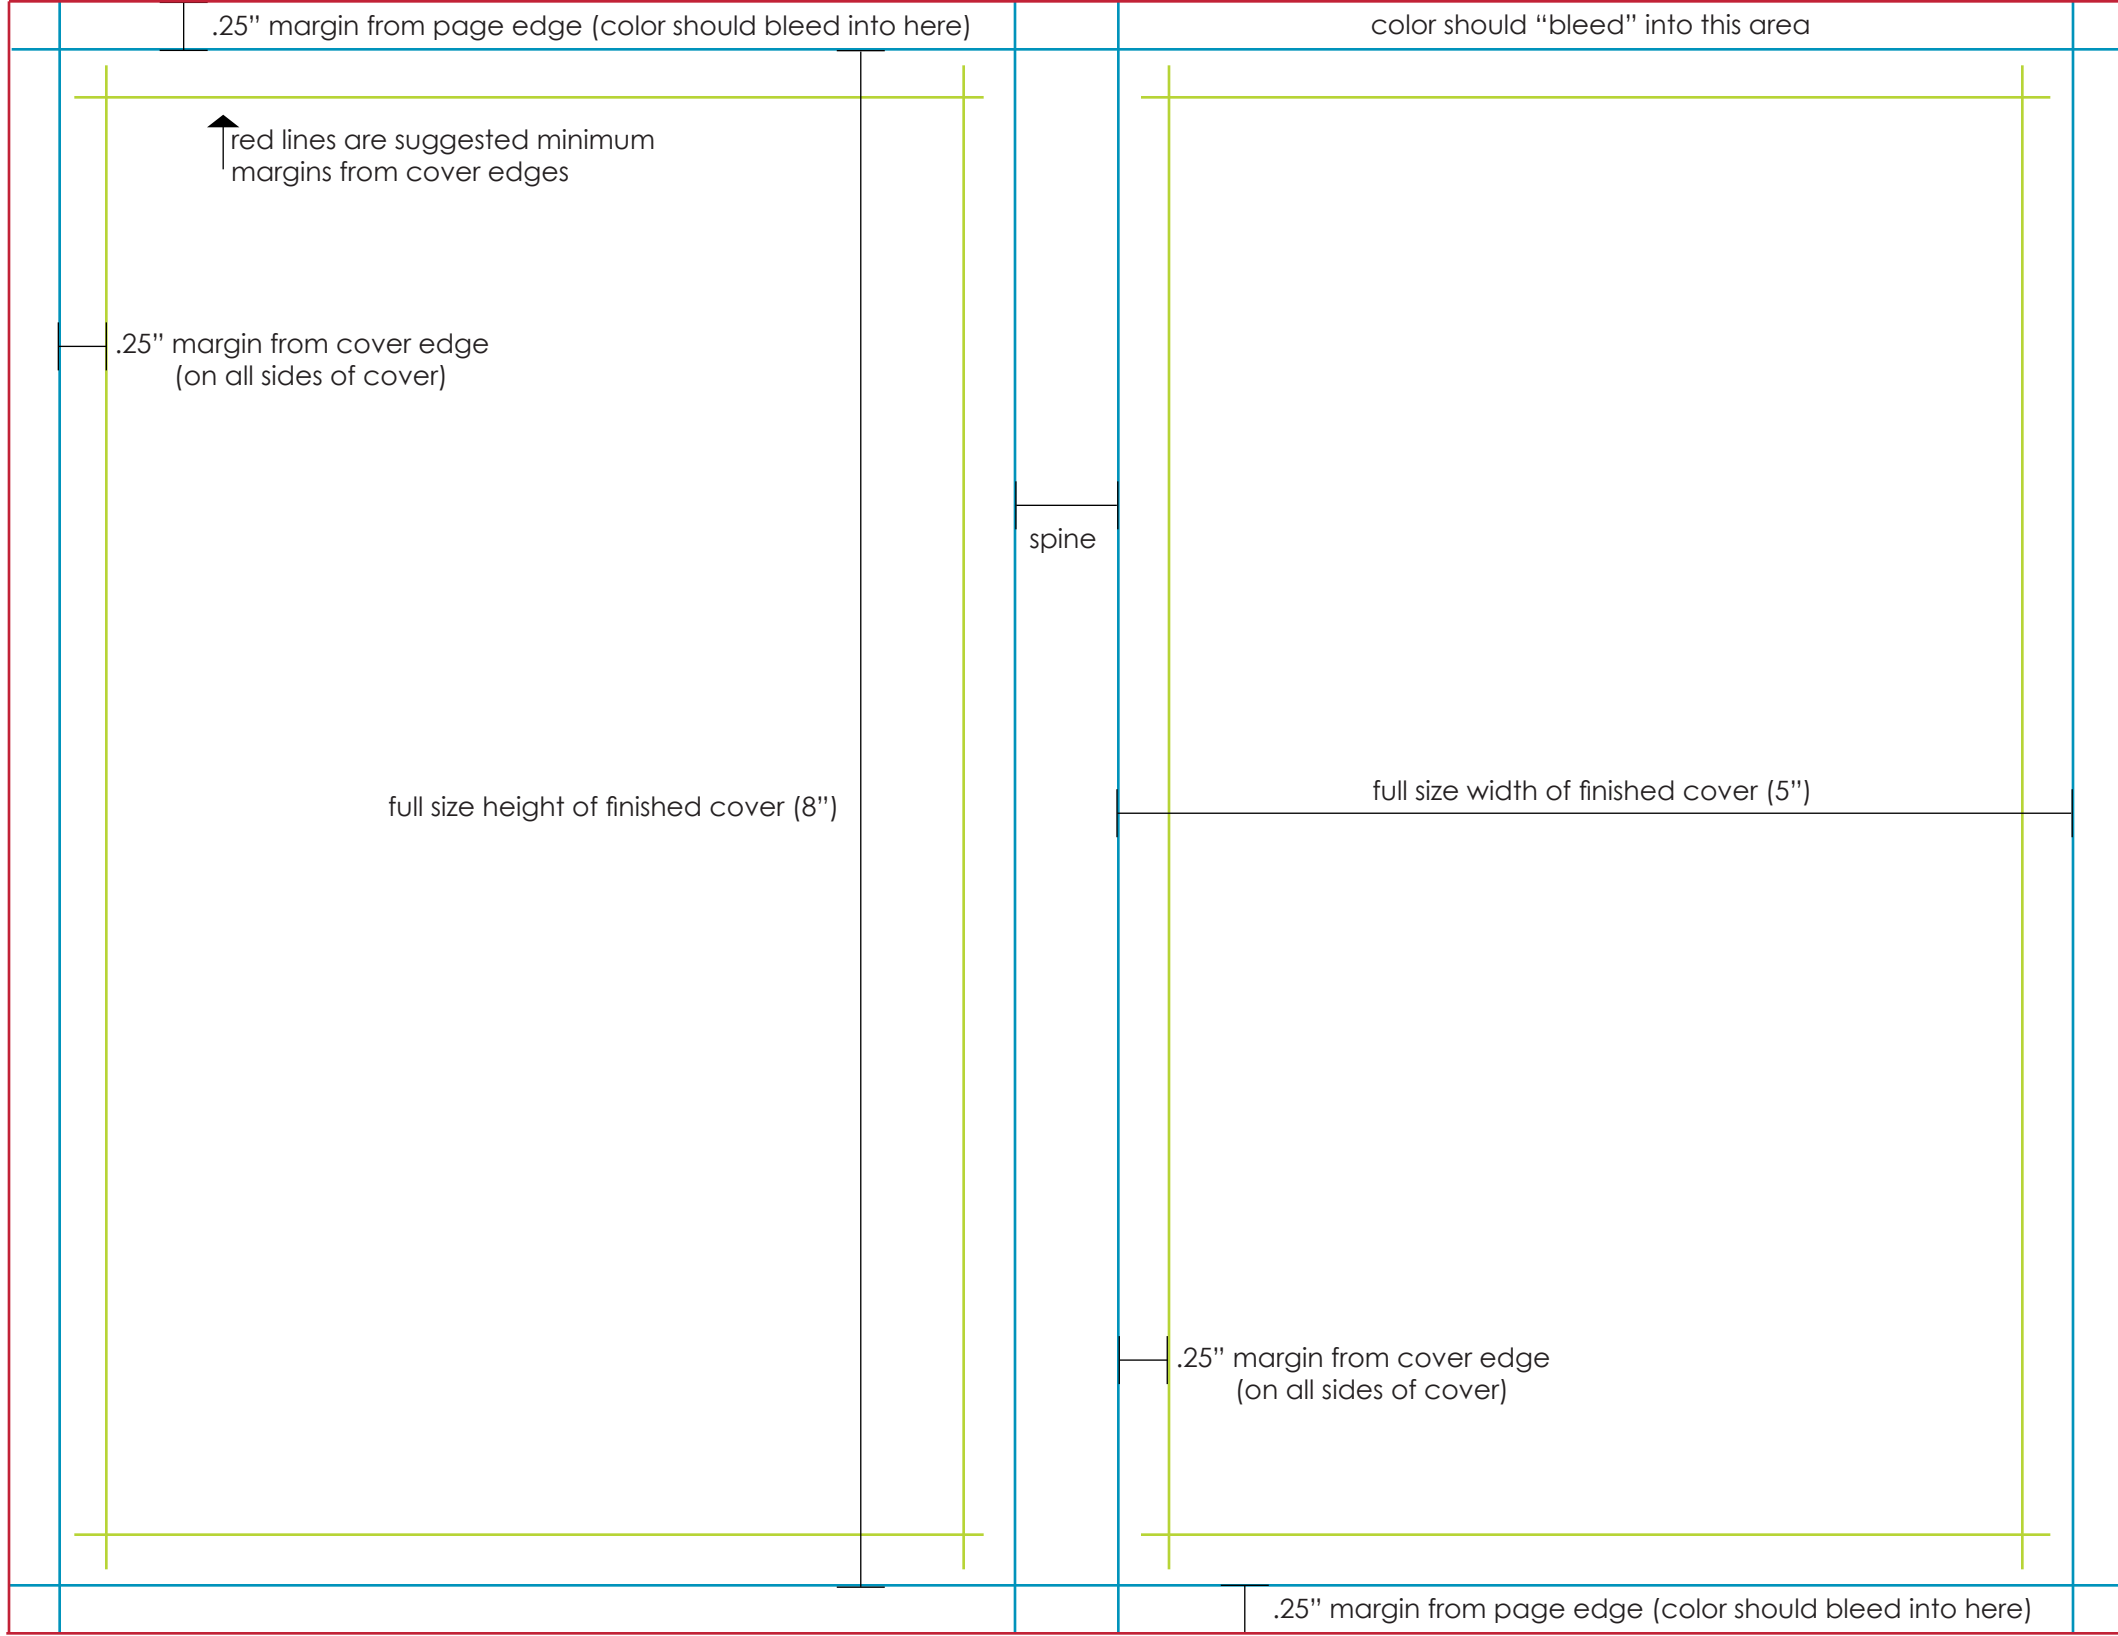 .25” margin from page edge (color should bleed into here)
color should “bleed” into this area
red lines are suggested minimum
margins from cover edges
.25” margin from cover edge
(on all sides of cover)
spine
full size height of finished cover (8”)
full size width of finished cover (5”)
.25” margin from cover edge
(on all sides of cover)
.25” margin from page edge (color should bleed into here)